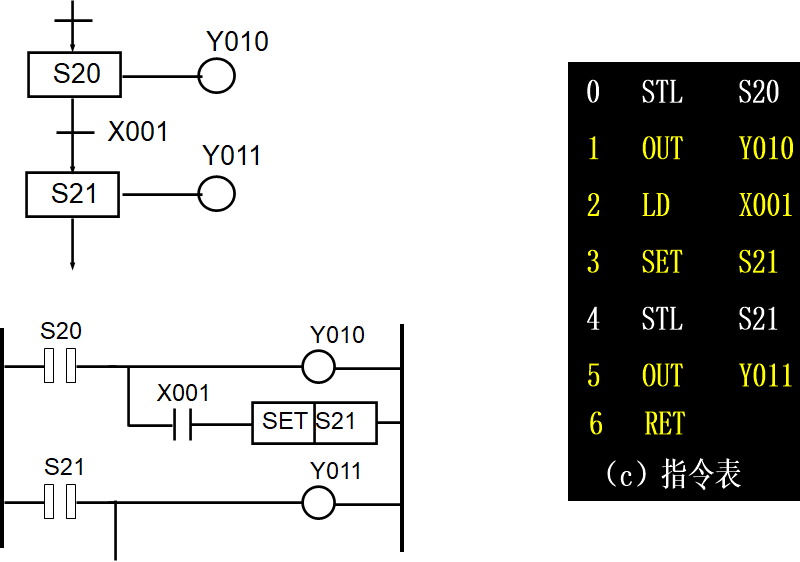 Y010
S20
X001
Y011
S21
S20
Y010
X001
SET S21
S21
Y011
0 STL S20
1 OUT Y010
2 LD X001
3 SET S21
4 STL S21
5 OUT Y011
6 RET
（c）指令表